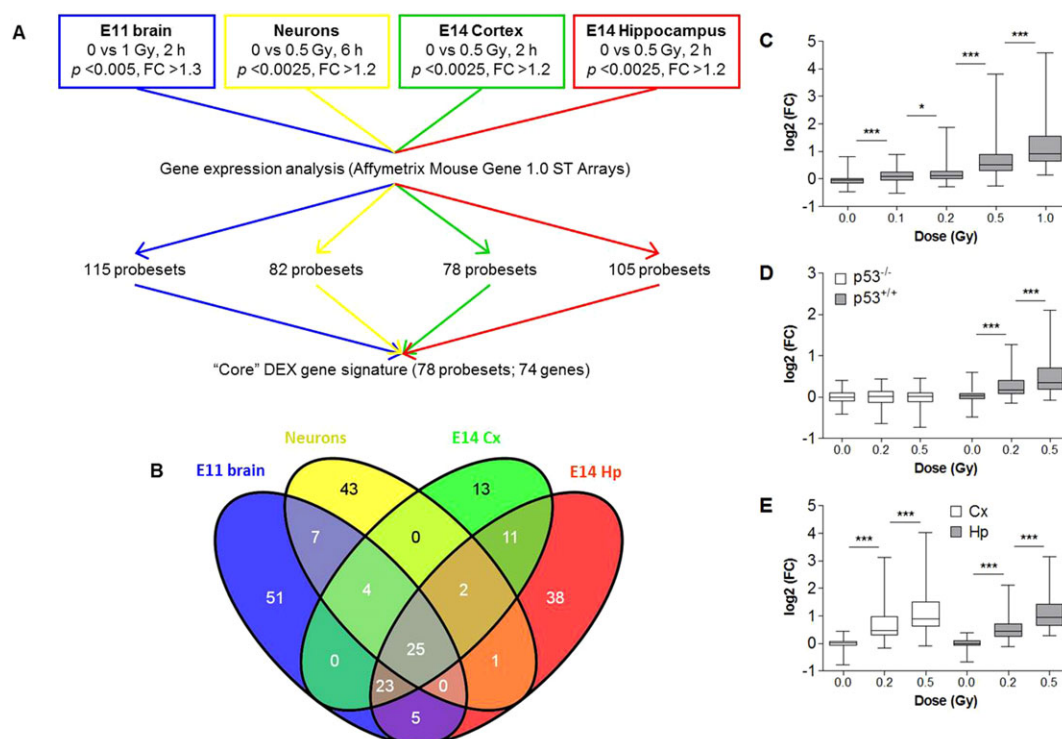 A
E11 brain
0 vs 1 Gy, 2 h
p <0.005, FC >1.3
Neurons
0 vs 0.5 Gy, 6 h
p <0.0025, FC >1.2
E14 Cortex
0 vs 0.5 Gy, 2 h
p <0.0025, FC >1.2
E14 Hippocampus
0 vs 0.5 Gy, 2 h
p <0.0025, FC >1.2
Gene expression analysis (Affymetrix Mouse Gene 1.0 ST Arrays)
115 probesets
82 probesets
78 probesets
105 probesets
“Core” DEX gene signature (78 probesets; 74 genes)
B
E11 brain
Neurons
E14 Cx
E14 Hp
43
13
7
0
11
51
4
2
38
25
0
1
23
0
5
C
log2 (FC)
5
4
3
2
1
0
-1
***
*
***
***
0.0
0.1
0.2
0.5
1.0
Dose (Gy)
D
p53-/-
p53+/+
log2 (FC)
3
2
1
0
-1
***
***
0.0
0.2
0.5
0.0
0.2
0.5
Dose (Gy)
E
Cx
Hp
log2 (FC)
5
4
3
2
1
0
-1
***
***
***
***
0.0
0.2
0.5
0.0
0.2
0.5
Dose (Gy)